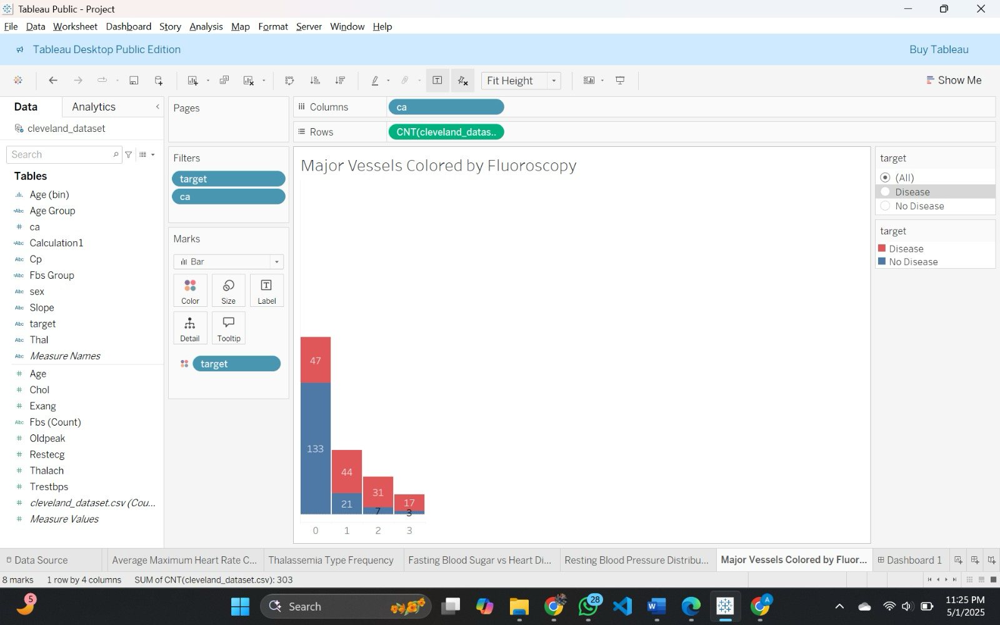 Tableau Public - Project
File Data Worksheet Dashboard Story Analysis Map Format Server Window Help
Tableau Desktop Public Edition
Buy Tableau
Fit Height
Show Me
Data Analytics
cleveland_dataset
Search
Tables
Age (bin)
Age Group
ca
Calculation1
Cp
Fbs Group
sex
Slope
target
Thal
Measure Names
Age
Chol
Exang
Fbs (Count)
Oldpeak
Restecg
Thalach
Trestbps
cleveland_dataset.csv (Cou...
Measure Values
Pages
Filters
target
ca
Marks
Bar
Color Size Label
Detail Tooltip
target
Columns ca
Rows CNT(cleveland_datas..
Major Vessels Colored by Fluoroscopy
47
133
44
21
31
7
17
3
0 1 2 3
target
(All)
Disease
No Disease
target
Disease
No Disease
Data Source Average Maximum Heart Rate C... Thalassemia Type Frequency Fasting Blood Sugar vs Heart Di... Resting Blood Pressure Distribu... Major Vessels Colored by Fluor... Dashboard 1
8 marks 1 row by 4 columns SUM of CNT(cleveland_dataset.csv): 303
5
Search
28
A
11:25 PM
5/1/2025